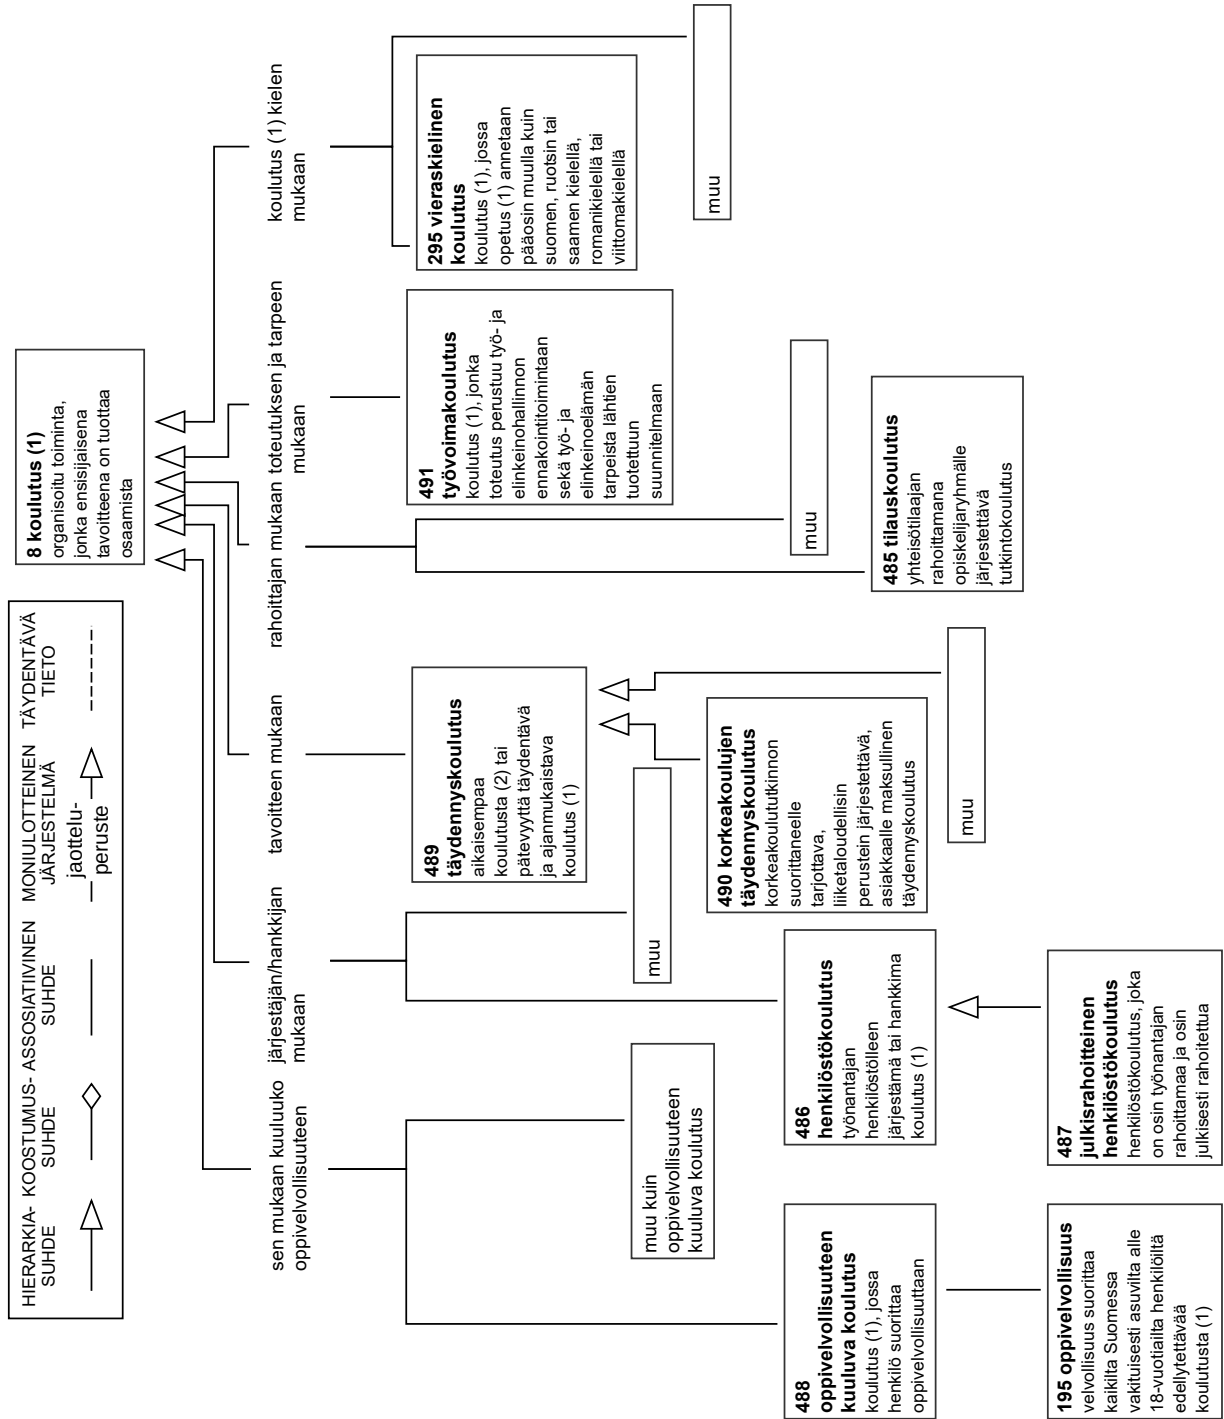 HIERARKIA-
SUHDE
KOOSTUMUS-
SUHDE
ASSOSIATIIVINEN
SUHDE
MONIULOTTEINEN
JÄRJESTELMÄ
TÄYDENTÄVÄ
TIETO
jaottelu-
peruste
8 koulutus (1)
organisoitu toiminta,
jonka ensisijaisena
tavoitteena on tuottaa
osaamista
sen mukaan kuuluuko
oppivelvollisuuteen
järjestäjän/hankkijan
mukaan
tavoitteen mukaan
rahoittajan mukaan
toteutuksen ja tarpeen
mukaan
koulutus (1) kielen
mukaan
488
oppivelvollisuuteen
kuuluva koulutus
koulutus (1), jossa
henkilö suorittaa
oppivelvollisuuttaan
muu kuin
oppivelvollisuuteen
kuuluva koulutus
195 oppivelvollisuus
velvollisuus suorittaa
kaikilta Suomessa
vakituisesti asuvilta alle
18-vuotiailta henkilöiltä
edellytettävää
koulutusta (1)
486
henkilöstökoulutus
työnantajan
henkilöstölleen
järjestämä tai hankkima
koulutus (1)
muu
487
julkisrahoitteinen
henkilöstökoulutus
henkilöstökoulutus, joka
on osin työnantajan
rahoittamaa ja osin
julkisesti rahoitettua
489
täydennyskoulutus
aikaisempaa
koulutusta (2) tai
pätevyyttä täydentävä
ja ajanmukaistava
koulutus (1)
490 korkeakoulujen
täydennyskoulutus
korkeakoulututkinnon
suorittaneelle
tarjottava,
liiketaloudellisin
perustein järjestettävä,
asiakkaalle maksullinen
täydennyskoulutus
muu
485 tilauskoulutus
yhteisötilaajan
rahoittamana
opiskelijaryhmälle
järjestettävä
tutkintokoulutus
muu
491
työvoimakoulutus
koulutus (1), jonka
toteutus perustuu työ- ja
elinkeinohallinnon
ennakointitoimintaan
sekä työ- ja
elinkeinoelämän
tarpeista lähtien
tuotettuun
suunnitelmaan
295 vieraskielinen
koulutus
koulutus (1), jossa
opetus (1) annetaan
pääosin muulla kuin
suomen, ruotsin tai
saamen kielellä,
romanikielellä tai
viittomakielellä
muu